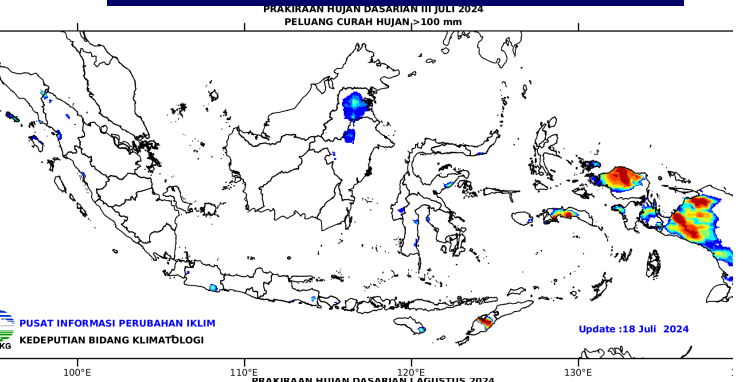 PRAKIRAAN HUJAN DASARIAN III JULI 2024
PELUANG CURAH HUJAN >100 mm
PUSAT INFORMASI PERUBAHAN IKLIM
KEDEPUTIAN BIDANG KLIMATOLOGI
KG
Update :18 Juli 2024
100°E 110°E 120°E 130°E
PRAKIRAAN HUJAN DASARIAN I AGUSTUS 2024